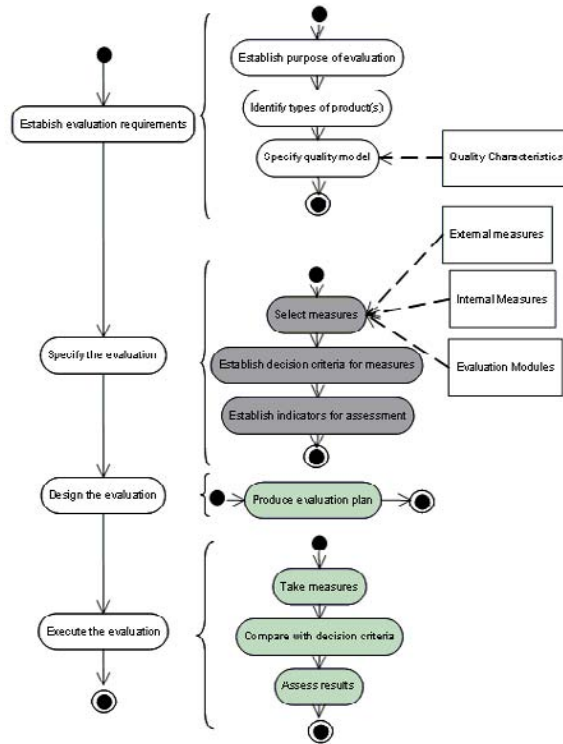 Establish purpose of evaluation
Estabish evaluation requirements
Identify types of product(s)
Specify quality model
Quality Characteristics
External measures
Select measures
Internal Measures
Specify the evaluation
Establish decision criteria for measures
Evaluation Modules
Establish indicators for assessment
Design the evaluation
Produce evaluation plan
Take measures
Execute the evaluation
Compare with decision criteria
Assess results